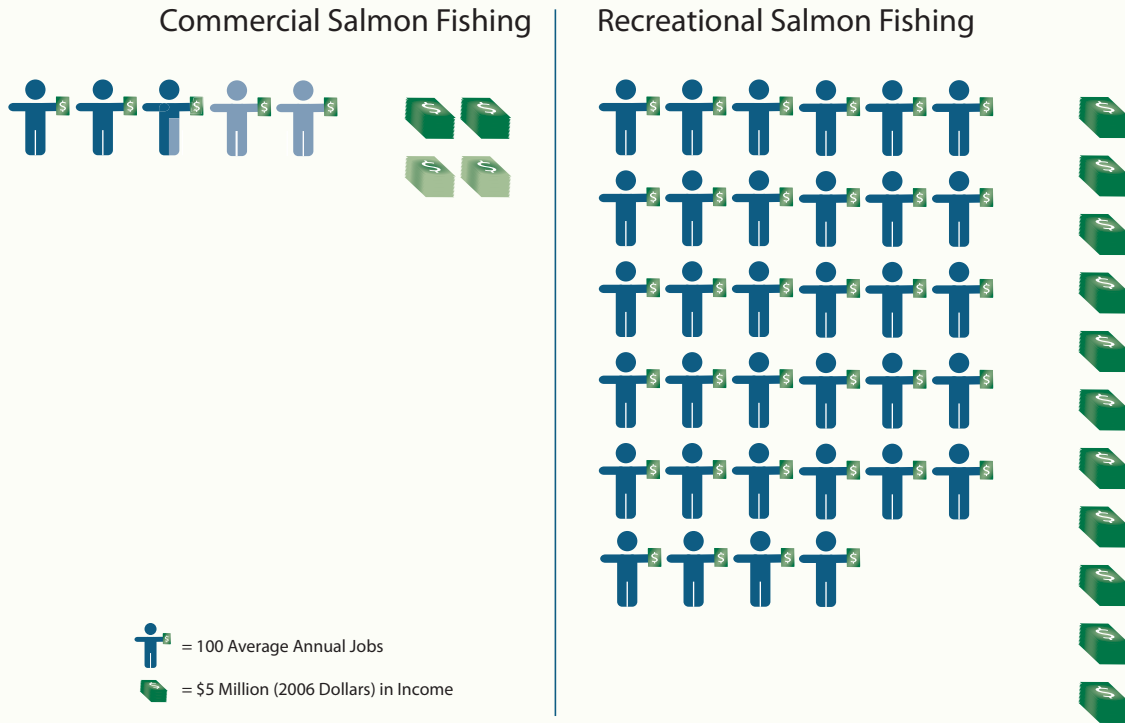 Commercial Salmon Fishing
Recreational Salmon Fishing
= 100 Average Annual Jobs
= $5 Million (2006 Dollars) in Income